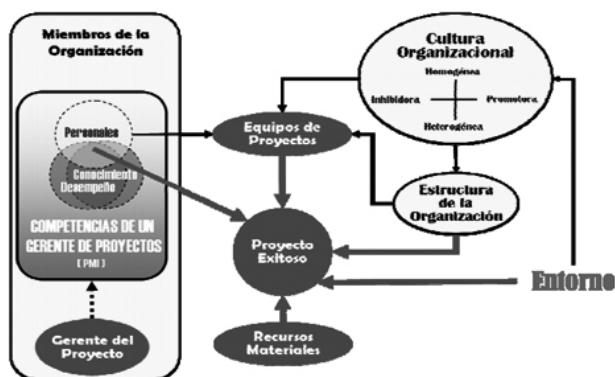 Miembros de la
Organización
Personales
Conocimiento
Desempeño
COMPETENCIAS DE UN
GERENTE DE PROYECTOS
( PMI )
Gerente del
Proyecto
Equipos de
Proyectos
Proyecto
Exitoso
Recursos
Materiales
Cultura
Organizacional
Homogénea
Inhibidora
Promotora
Heterogénea
Estructura
de la
Organización
Entorno